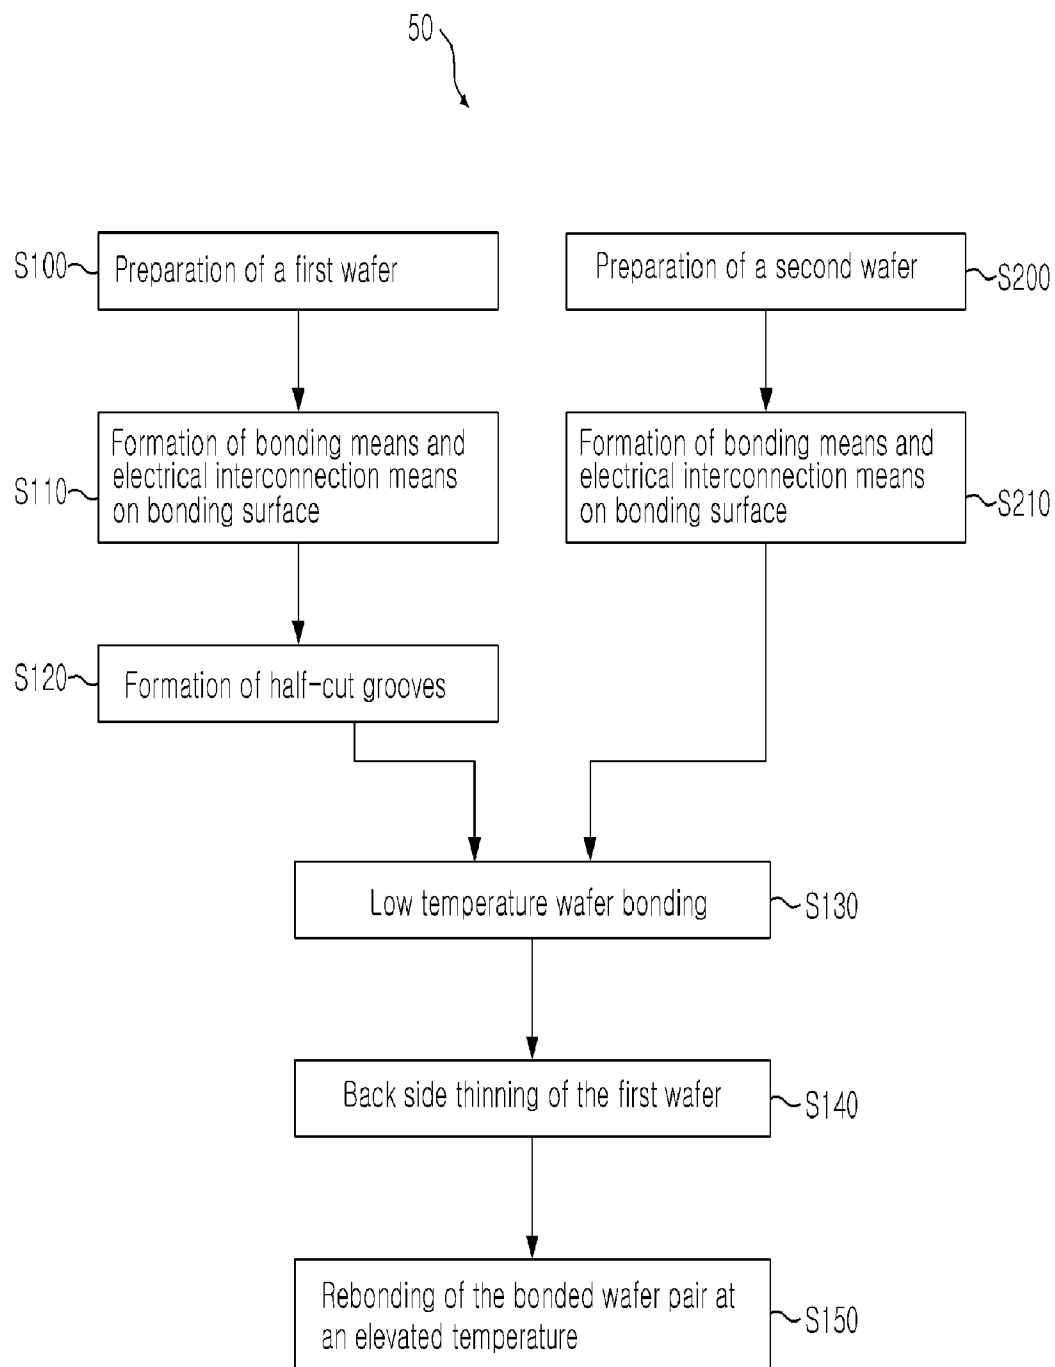 50
S100
Preparation of a first wafer
Preparation of a second wafer
S200
S110
Formation of bonding means and
electrical interconnection means
on bonding surface
Formation of bonding means and
electrical interconnection means
on bonding surface
S210
S120
Formation of half-cut grooves
Low temperature wafer bonding
S130
Back side thinning of the first wafer
S140
Rebonding of the bonded wafer pair at
an elevated temperature
S150